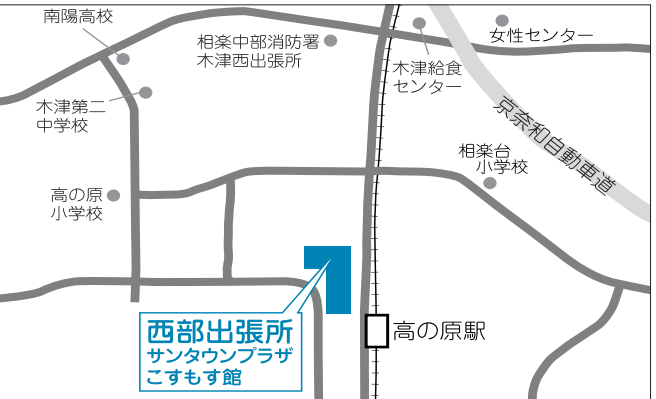 南陽高校
相楽中部消防署
木津西出張所
女性センター
木津給食
センター
木津第二
中学校
京奈和自動車道
相楽台
小学校
高の原
小学校
西部出張所
サンタウンプラザ
こすもす館
高の原駅